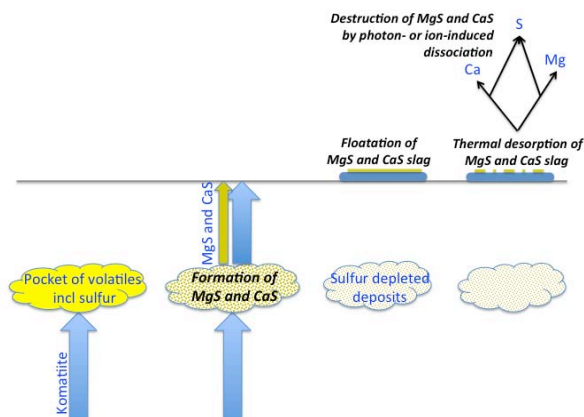 Destruction of MgS and CaS
by photon- or ion-induced
dissociation
S
Ca
Mg
Floatation of
MgS and CaS slag
Thermal desorption of
MgS and CaS slag
MgS and CaS
Pocket of volatiles
incl sulfur
Formation of
MgS and CaS
Sulfur depleted
deposits
Komatiite